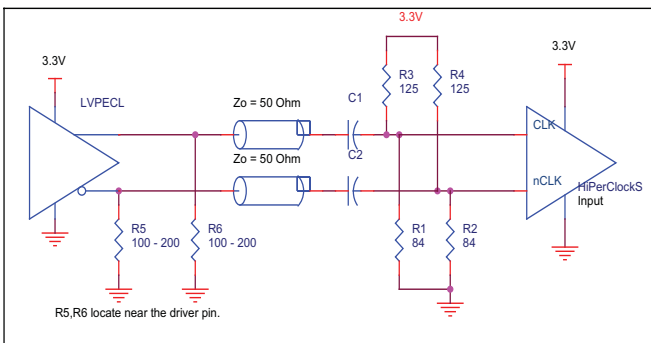 3.3V
3.3V
3.3V
LVPECL
Zo = 50 Ohm
C1
R3
125
R4
125
CLK
Zo = 50 Ohm
C2
nCLK
HiPerClockS
Input
R5
100 - 200
R6
100 - 200
R1
84
R2
84
R5,R6 locate near the driver pin.